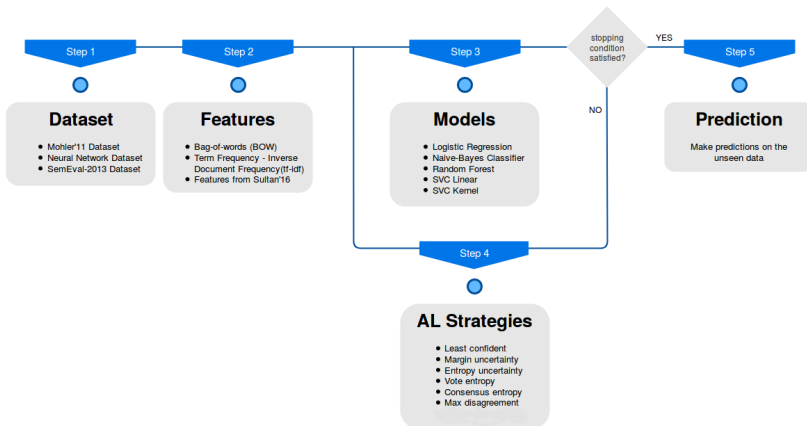 Step 1
Dataset
Mohler'11 Dataset
Neural Network Dataset
SemEval-2013 Dataset
Step 2
Features
Bag-of-words (BOW)
Term Frequency - Inverse
Document Frequency(tf-idf)
Features from Sultan'16
Step 3
Models
Logistic Regression
Naive-Bayes Classifier
Random Forest
SVC Linear
SVC Kernel
stopping
condition
satisfied?
YES
NO
Step 5
Prediction
Make predictions on the
unseen data
Step 4
AL Strategies
Least confident
Margin uncertainty
Entropy uncertainty
Vote entropy
Consensus entropy
Max disagreement